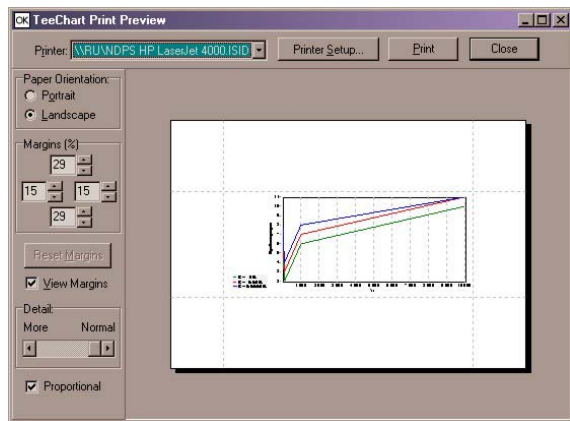 TeeChart Print Preview
Printer: \\RU\NDPS HP LaserJet 4000.ISID
Printer Setup...
Print
Close
Paper Orientation:
Portrait
Landscape
Margins (%)
29
15
15
29
Reset Margins
View Margins
Detail:
More
Normal
Proportional